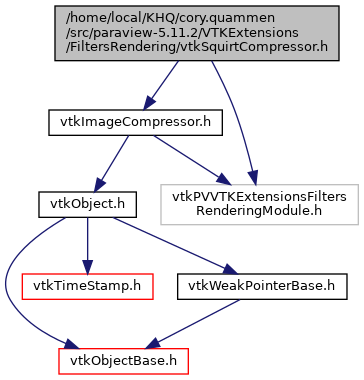 /home/local/KHQ/cory.quammen
/src/paraview-5.11.2/VTKExtensions
/FiltersRendering/vtkSquirtCompressor.h
vtkImageCompressor.h
vtkObject.h
vtkPVVTKExtensionsFilters
RenderingModule.h
vtkTimeStamp.h
vtkWeakPointerBase.h
vtkObjectBase.h